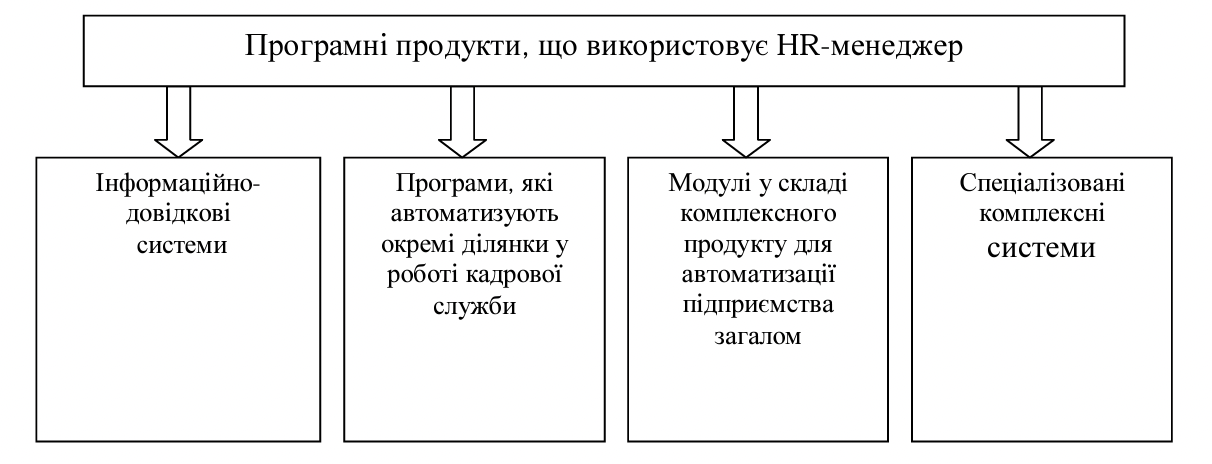 Програмні продукти, що використовує HR-менеджер
Інформаційно-
довідкові
системи
Програми, які
автоматизують
окремі ділянки у
роботі кадрової
служби
Модулі у складі
комплексного
продукту для
автоматизації
підприємства
загалом
Спеціалізовані
комплексні
системи